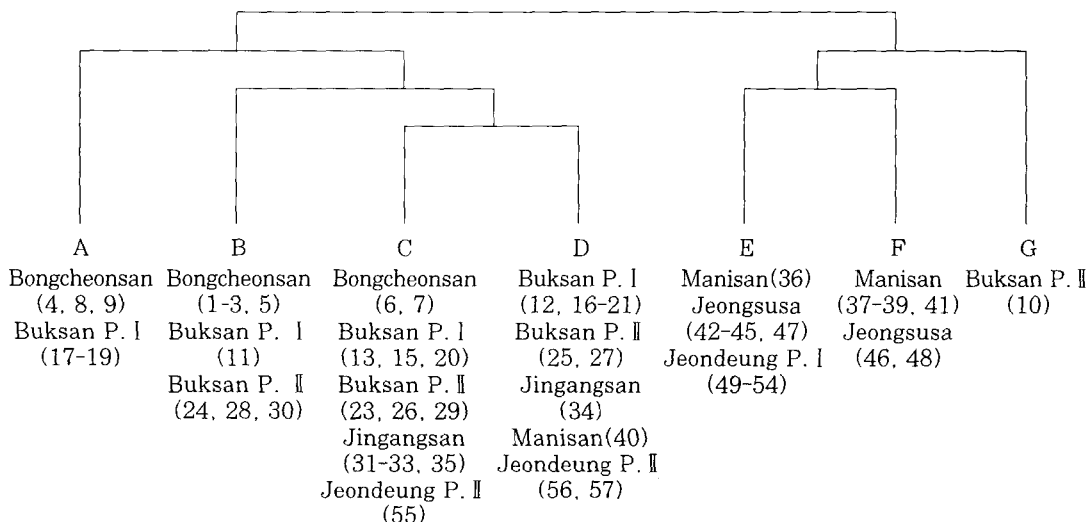 A
Bongcheonsan
(4, 8, 9)
Buksan P. Ⅰ
(17-19)
B
Bongcheonsan
(1-3, 5)
Buksan P. Ⅰ
(11)
Buksan P. Ⅱ
(24, 28, 30)
C
Bongcheonsan
(6, 7)
Buksan P. Ⅰ
(13, 15, 20)
Buksan P. Ⅱ
(23, 26, 29)
Jingangsan
(31-33, 35)
Jeondeung P. Ⅱ
(55)
D
Buksan P. Ⅰ
(12, 16-21)
Buksan P. Ⅱ
(25, 27)
Jingangsan
(34)
Manisan(40)
Jeondeung P. Ⅱ
(56, 57)
E
Manisan(36)
Jeongsusa
(42-45, 47)
Jeondeung P. Ⅰ
(49-54)
F
Manisan
(37-39, 41)
Jeongsusa
(46, 48)
G
Buksan P. Ⅱ
(10)